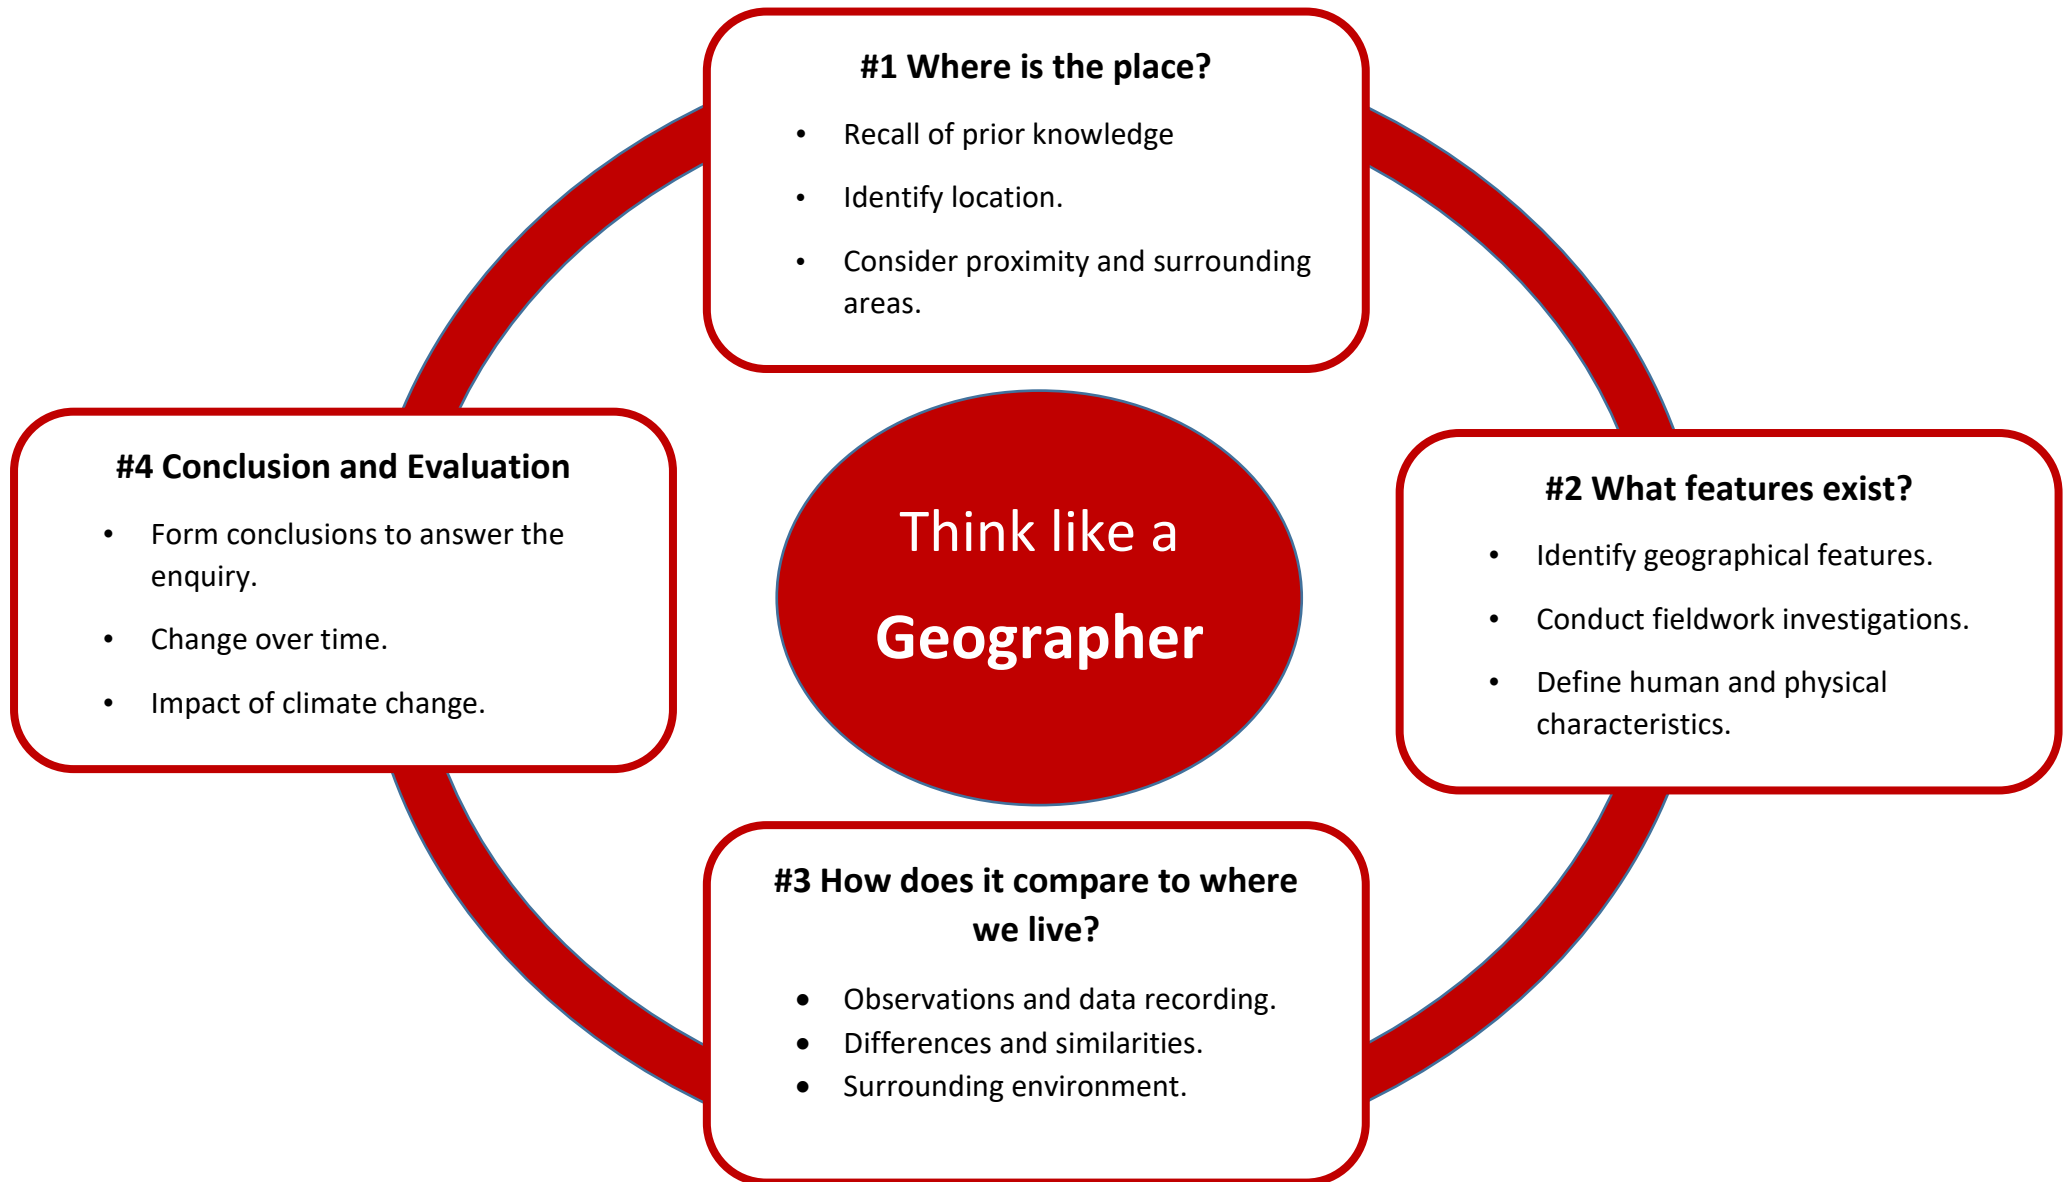 #1 Where is the place?
• Recall of prior knowledge
• Identify location.
• Consider proximity and surrounding
areas.
#4 Conclusion and Evaluation
• Form conclusions to answer the
enquiry.
• Change over time.
• Impact of climate change.
Think like a
Geographer
#2 What features exist?
• Identify geographical features.
• Conduct fieldwork investigations.
• Define human and physical
characteristics.
#3 How does it compare to where
we live?
• Observations and data recording.
• Differences and similarities.
• Surrounding environment.